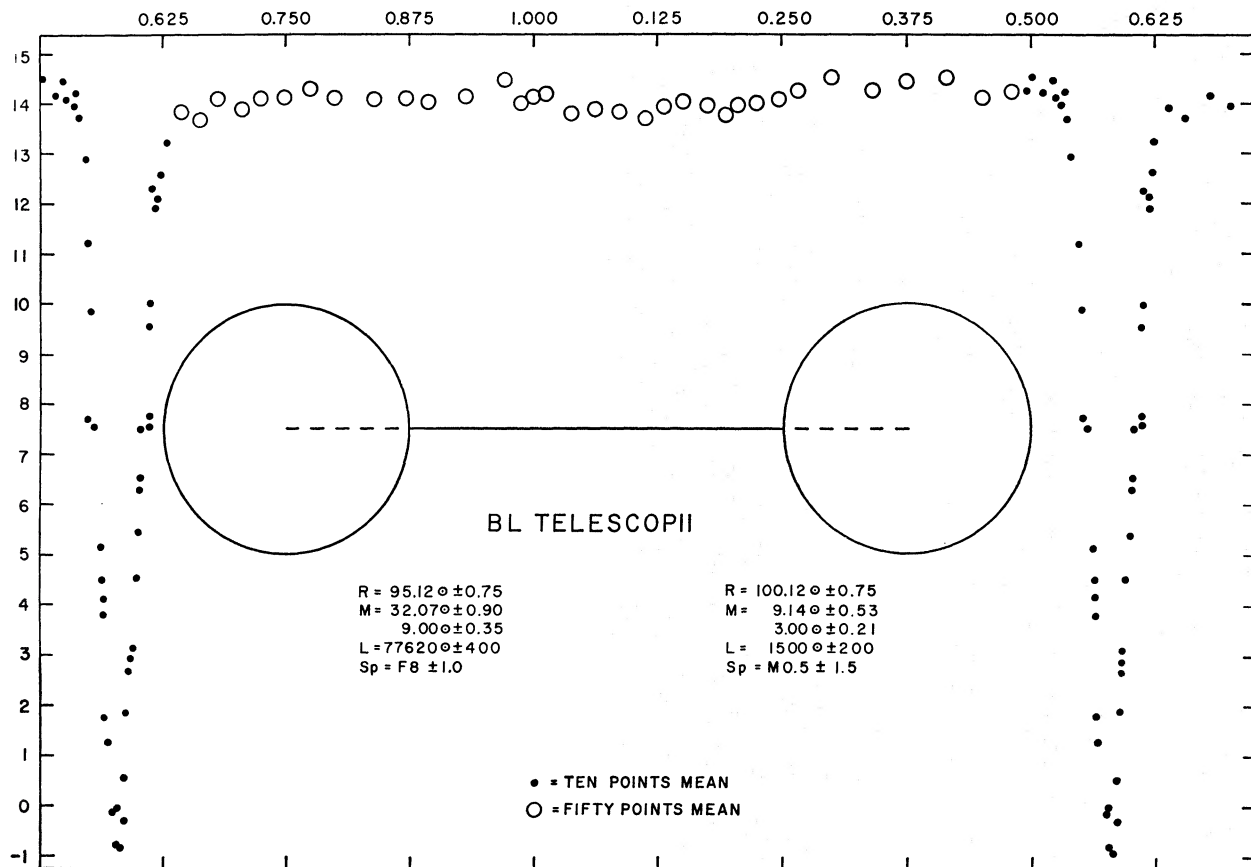 0.625 0.750 0.875 1.000 0.125 0.250 0.375 0.500 0.625
15
14
13
12
11
10
9
8
7
6
5
4
3
2
1
0
-1
BL TELESCOPII
R = 95.12⊙ ± 0.75
M = 32.07⊙ ± 0.90
9.00⊙ ± 0.35
L = 77620⊙ ± 400
Sp = F8 ± 1.0
R = 100.12⊙ ± 0.75
M = 9.14⊙ ± 0.53
3.00⊙ ± 0.21
L = 1500⊙ ± 200
Sp = M0.5 ± 1.5
= TEN POINTS MEAN
= FIFTY POINTS MEAN